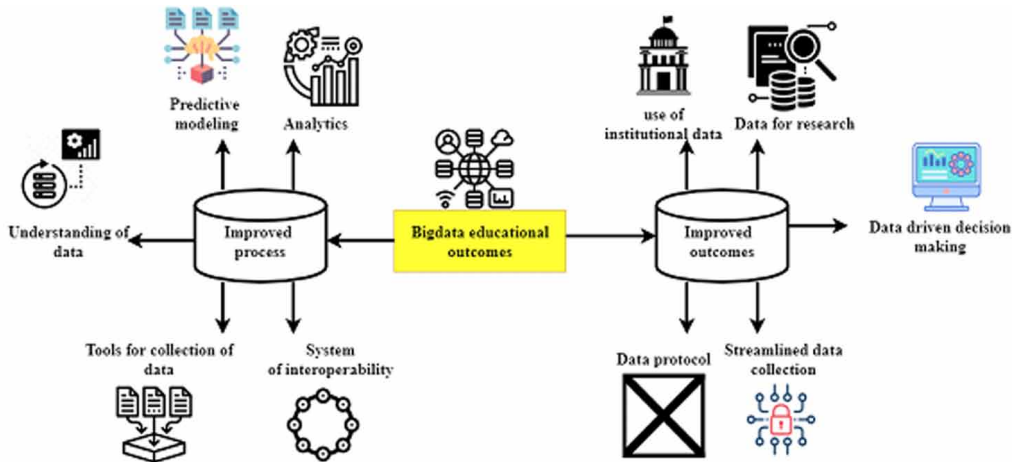 Predictive
modeling
Analytics
use of
institutional data
Data for research
Understanding of
data
Improved
process
Bigdata educational
outcomes
Improved
outcomes
Data driven decision
making
Tools for collection of
data
System
of interoperability
Data protocol
Streamlined data
collection